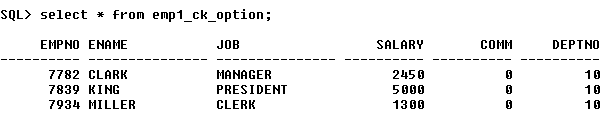 SQL> select * from emp1_ck_option;
EMPNO ENAME JOB SALARY COMM DEPTNO
---------- -------------------- -------------------- ---------- ---------- ----------
7782 CLARK MANAGER 2450 0 10
7839 KING PRESIDENT 5000 0 10
7934 MILLER CLERK 1300 0 10